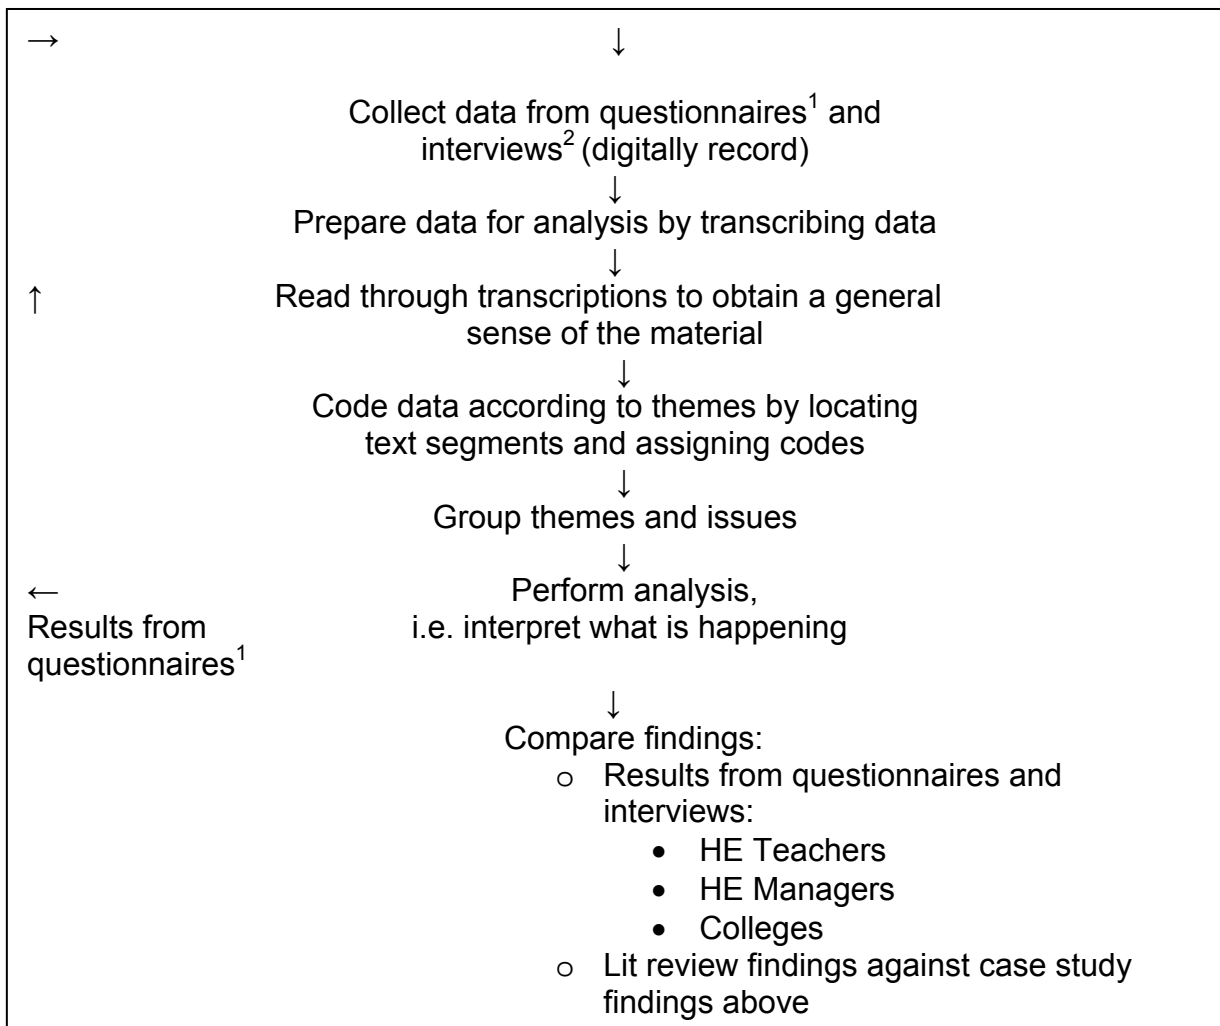 → ↓
Collect data from questionnaires¹ and
interviews² (digitally record)
↓
Prepare data for analysis by transcribing data
↓
↑ Read through transcriptions to obtain a general
sense of the material
↓
Code data according to themes by locating
text segments and assigning codes
↓
Group themes and issues
↓
← Perform analysis,
Results from i.e. interpret what is happening
questionnaires¹
↓
Compare findings:
o Results from questionnaires and
interviews:
• HE Teachers
• HE Managers
• Colleges
o Lit review findings against case study
findings above